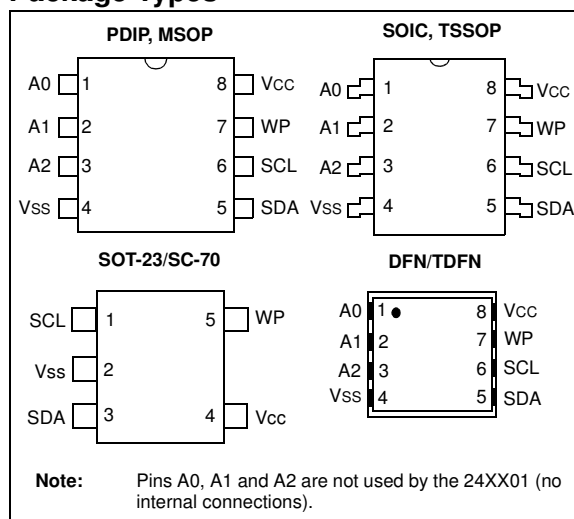 PDIP, MSOP
A0 1 8 VCC
A1 2 7 WP
A2 3 6 SCL
VSS 4 5 SDA
SOIC, TSSOP
A0 1 8 VCC
A1 2 7 WP
A2 3 6 SCL
VSS 4 5 SDA
SOT-23/SC-70
SCL 1 5 WP
Vss 2
SDA 3 4 Vcc
DFN/TDFN
A0 1 8 VCC
A1 2 7 WP
A2 3 6 SCL
VSS 4 5 SDA
Note: Pins A0, A1 and A2 are not used by the 24XX01 (no
internal connections).